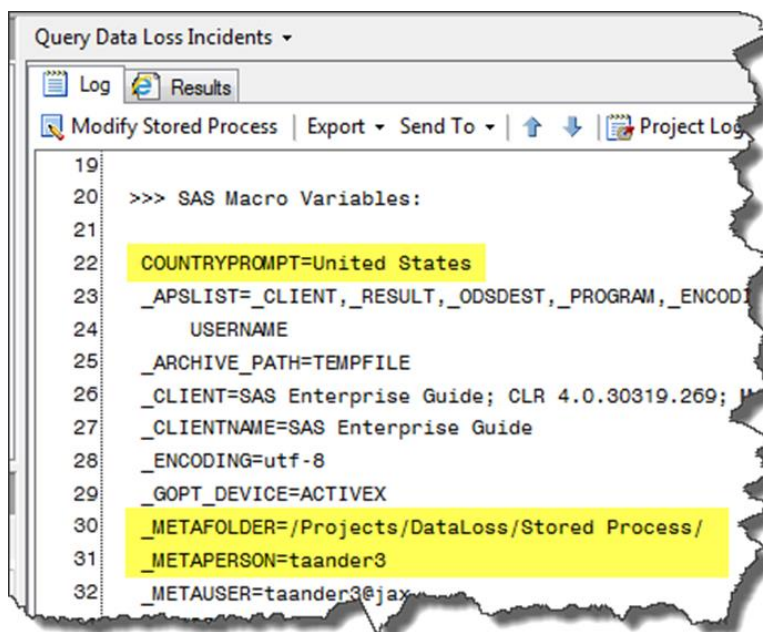 Query Data Loss Incidents
Log Results
Modify Stored Process Export Send To Project Log
19
20 >>> SAS Macro Variables:
21
22 COUNTRYPROMPT=United States
23 _APSLIST=_CLIENT,_RESULT,_ODSDEST,_PROGRAM,_ENCODI
24 USERNAME
25 _ARCHIVE_PATH=TEMPFILE
26 _CLIENT=SAS Enterprise Guide; CLR 4.0.30319.269;
27 _CLIENTNAME=SAS Enterprise Guide
28 _ENCODING=utf-8
29 _GOPT_DEVICE=ACTIVEX
30 _METAFOLDER=/Projects/DataLoss/Stored Process/
31 _METAPERSON=taander3
32 _METAUSER=taander3@jax